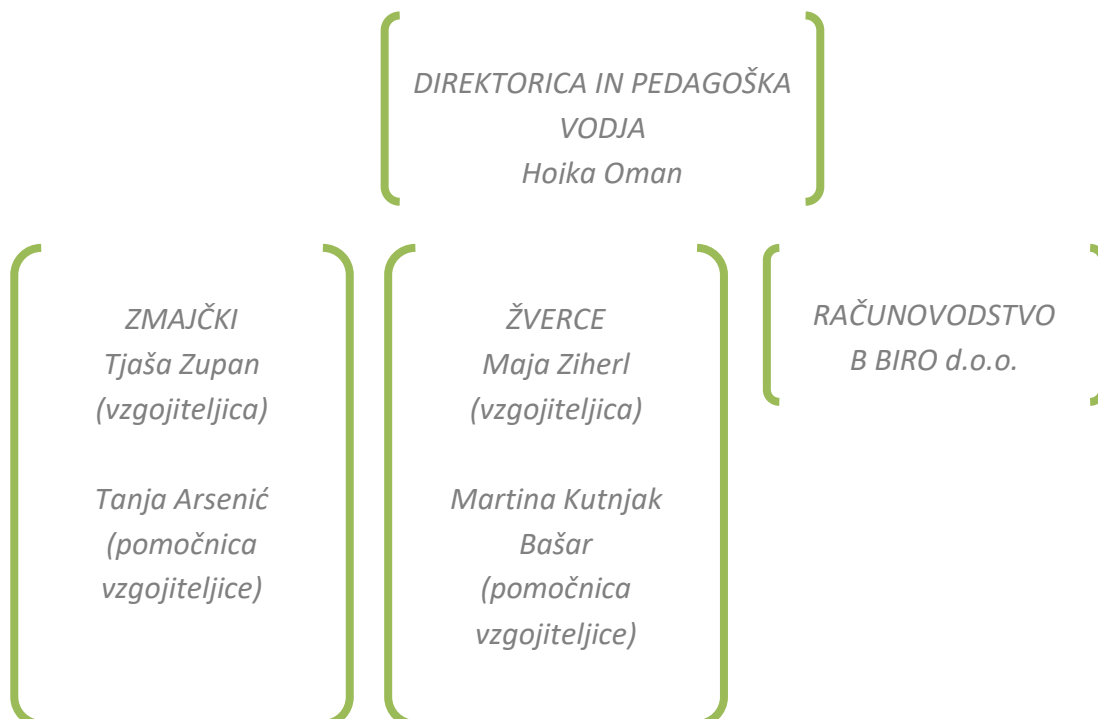 DIREKTORICA IN PEDAGOŠKA
VODJA
Hoika Oman
ZMAJČKI
Tjaša Zupan
(vzgojiteljica)
Tanja Arsenić
(pomočnica
vzgojiteljice)
ŽVERCE
Maja Ziherl
(vzgojiteljica)
Martina Kutnjak
Bašar
(pomočnica
vzgojiteljice)
RAČUNOVODSTVO
B BIRO d.o.o.